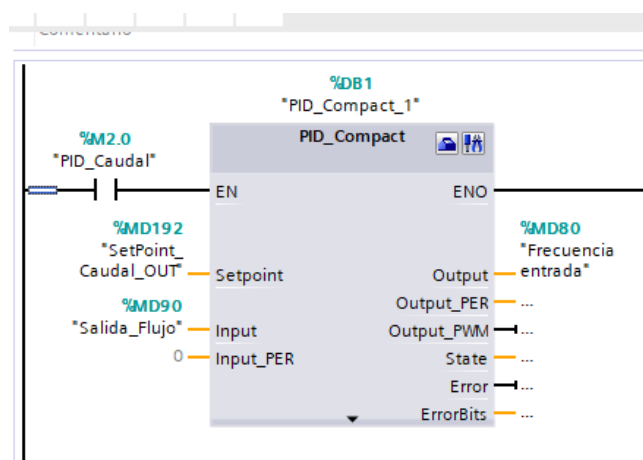 Comentario
%DB1
"PID_Compact_1"
%M2.0
"PID_Caudal"
PID_Compact
EN
ENO
%MD192
"SetPoint_
Caudal_OUT"
Setpoint
%MD80
"Frecuencia
entrada"
Output
Output_PER
...
%MD90
"Salida_Flujo"
Input
Output_PWM
...
0
Input_PER
State
...
Error
...
ErrorBits
...